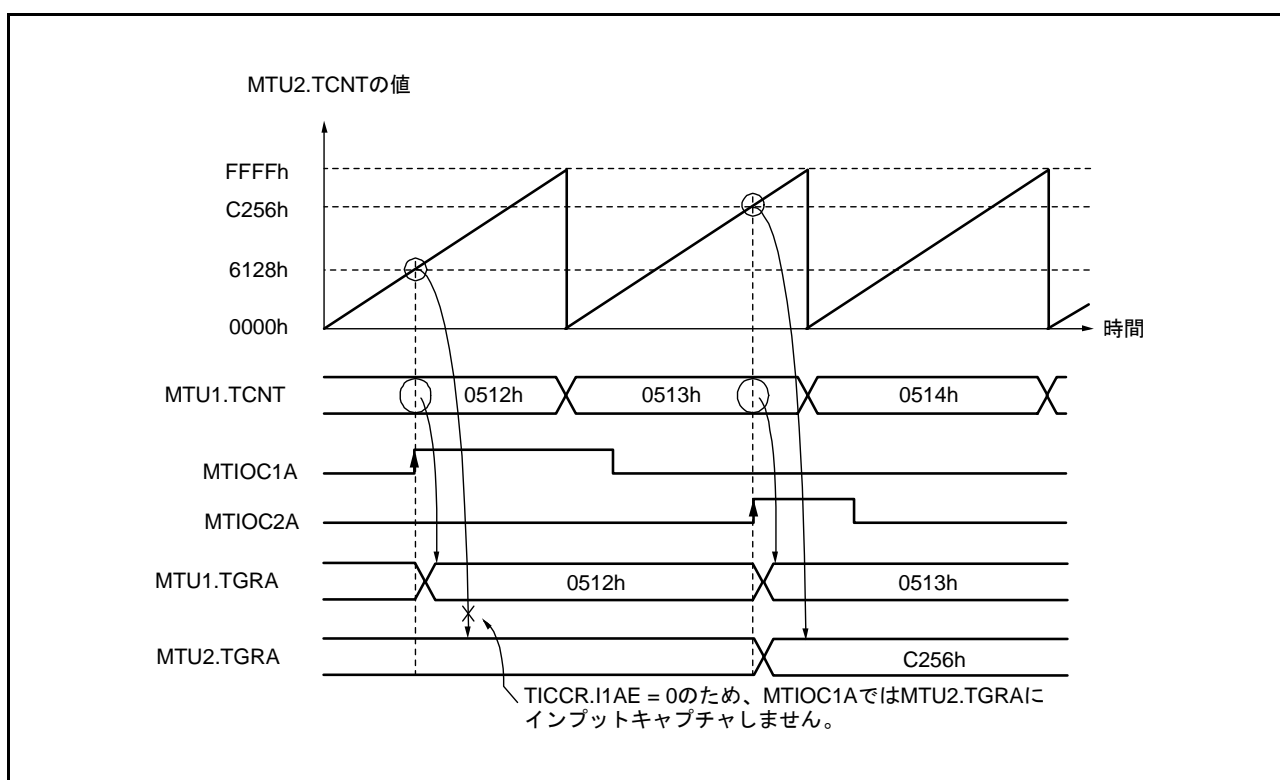 MTU2.TCNTの値
FFFFh
C256h
6128h
0000h
時間
MTU1.TCNT
0512h
0513h
0514h
MTIOC1A
MTIOC2A
MTU1.TGRA
0512h
0513h
MTU2.TGRA
C256h
TICCR.I1AE = 0のため、MTIOC1AではMTU2.TGRAに
インプットキャプチャしません。